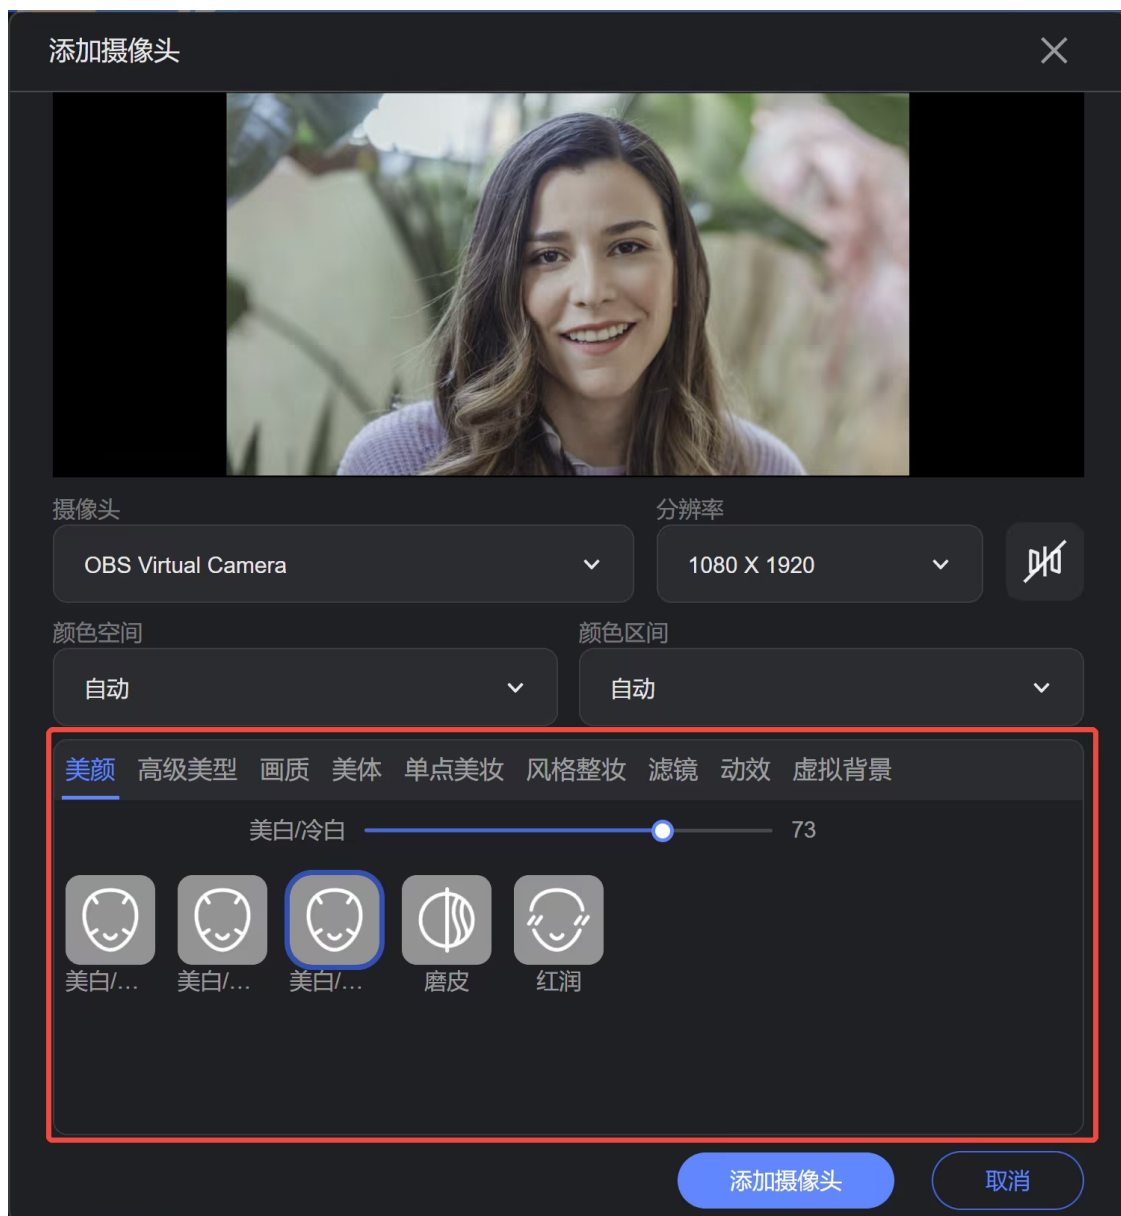 添加摄像头
摄像头
分辨率
OBS Virtual Camera
1080 X 1920
颜色空间
颜色区间
自动
自动
美颜 高级美型 画质 美体 单点美妆 风格整妆 滤镜 动效 虚拟背景
美白/冷白 73
美白/... 美白/... 美白/... 磨皮 红润
添加摄像头 取消